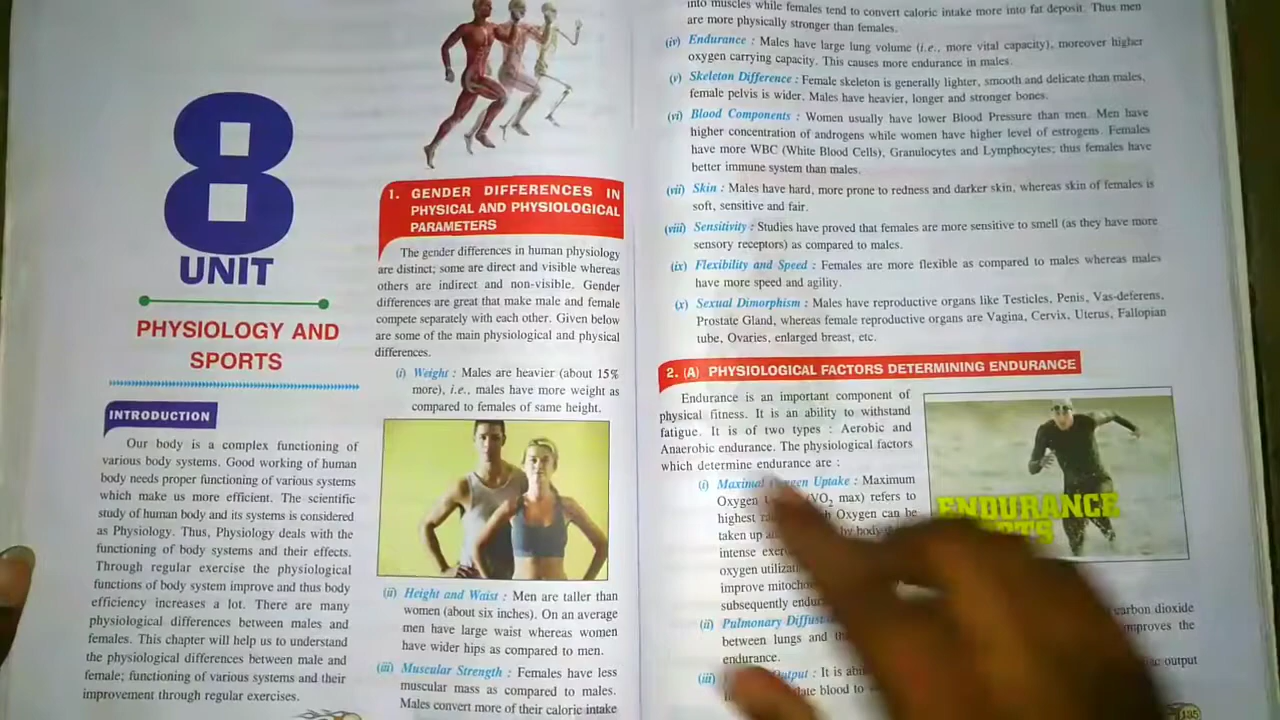 8
UNIT
PHYSIOLOGY AND
SPORTS
INTRODUCTION
Our body is a complex functioning of
various body systems. Good working of human
body needs proper functioning of various systems
which make us more efficient. The scientific
study of human body and its systems is considered
as Physiology. Thus, Physiology deals with the
functioning of body systems and their effects.
Through regular exercise the physiological
functions of body system improve and thus body
efficiency increases a lot. There are many
physiological differences between males and
females. This chapter will help us to understand
the physiological differences between male and
female; functioning of various systems and their
improvement through regular exercises.
1. GENDER DIFFERENCES IN
PHYSICAL AND PHYSIOLOGICAL
PARAMETERS
The gender differences in human physiology
are distinct; some are direct and visible whereas
others are indirect and non-visible. Gender
differences are great that make male and female
compete separately with each other. Given below
are some of the main physiological and physical
differences.
(i) Weight : Males are heavier (about 15%
more), i.e., males have more weight as
compared to females of same height.
(ii) Height and Waist : Men are taller than
women (about six inches). On an average
men have large waist whereas women
have wider hips as compared to men.
(iii) Muscular Strength : Females have less
muscular mass as compared to males.
Males convert more of their caloric intake
into muscles while females tend to convert caloric intake more into fat deposit. Thus men
are more physically stronger than females.
(iv) Endurance : Males have large lung volume (i.e., more vital capacity), moreover higher
oxygen carrying capacity. This causes more endurance in males.
(v) Skeleton Difference : Female skeleton is generally lighter, smooth and delicate than males,
female pelvis is wider. Males have heavier, longer and stronger bones.
(vi) Blood Components : Women usually have lower Blood Pressure than men. Men have
higher concentration of androgens while women have higher level of estrogens. Females
have more WBC (White Blood Cells), Granulocytes and Lymphocytes; thus females have
better immune system than males.
(vii) Skin : Males have hard, more prone to redness and darker skin, whereas skin of females is
soft, sensitive and fair.
(viii) Sensitivity : Studies have proved that females are more sensitive to smell (as they have more
sensory receptors) as compared to males.
(ix) Flexibility and Speed : Females are more flexible as compared to males whereas males
have more speed and agility.
(x) Sexual Dimorphism : Males have reproductive organs like Testicles, Penis, Vas-deferens,
Prostate Gland, whereas female reproductive organs are Vagina, Cervix, Uterus, Fallopian
tube, Ovaries, enlarged breast, etc.
2. (A) PHYSIOLOGICAL FACTORS DETERMINING ENDURANCE
Endurance is an important component of
physical fitness. It is an ability to withstand
fatigue. It is of two types : Aerobic and
Anaerobic endurance. The physiological factors
which determine endurance are :
ENDURANCE
(i) Maximal Oxygen Uptake : Maximum
Oxygen (VO2 max) refers to
highest Oxygen can be
taken up by body
intense
oxygen
improve
subsequently
(ii) Pulmonary carbon dioxide
between lungs and improves the
endurance.
(iii) : It is output
blood to
135